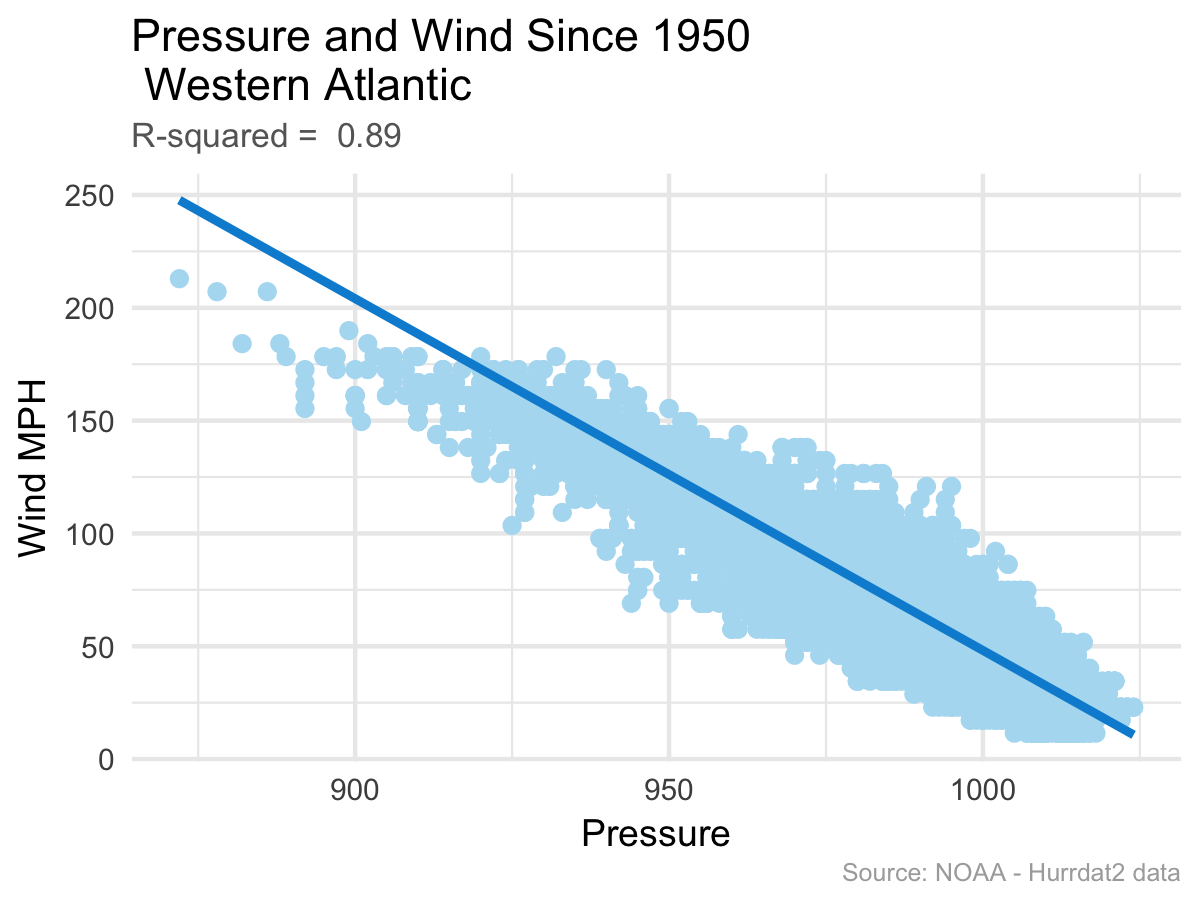 Pressure and Wind Since 1950
Western Atlantic
R-squared = 0.89
250
200
150
100
50
0
Wind MPH
900 950 1000
Pressure
Source: NOAA - Hurrdat2 data